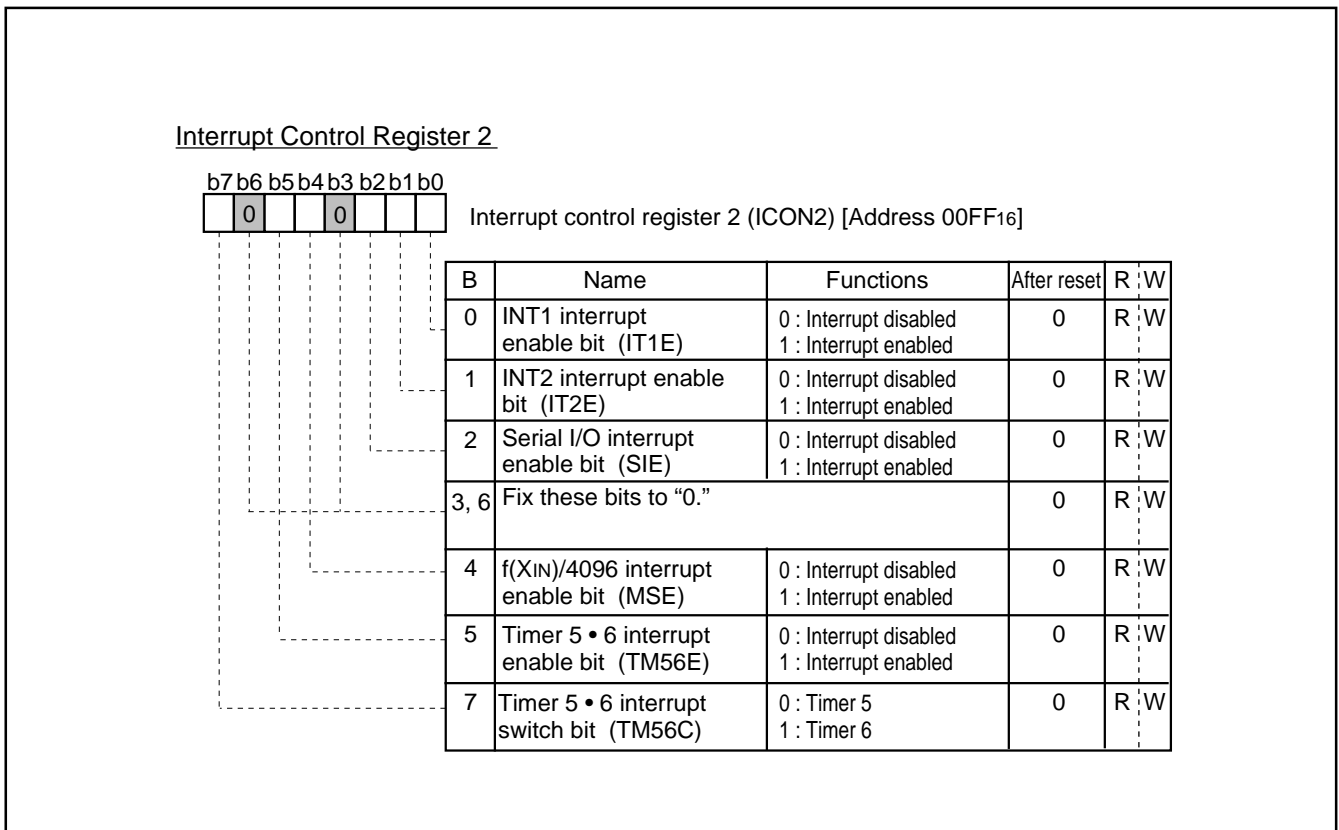 Interrupt Control Register 2
b7 b6 b5 b4 b3 b2 b1 b0
0 0
Interrupt control register 2 (ICON2) [Address 00FF16]
B Name Functions After reset R W
0 INT1 interrupt enable bit (IT1E) 0 : Interrupt disabled 0 R W
1 : Interrupt enabled
1 INT2 interrupt enable bit (IT2E) 0 : Interrupt disabled 0 R W
1 : Interrupt enabled
2 Serial I/O interrupt enable bit (SIE) 0 : Interrupt disabled 0 R W
1 : Interrupt enabled
3, 6 Fix these bits to “0.” 0 R W
4 f(XIN)/4096 interrupt enable bit (MSE) 0 : Interrupt disabled 0 R W
1 : Interrupt enabled
5 Timer 5 • 6 interrupt enable bit (TM56E) 0 : Interrupt disabled 0 R W
1 : Interrupt enabled
7 Timer 5 • 6 interrupt switch bit (TM56C) 0 : Timer 5 0 R W
1 : Timer 6